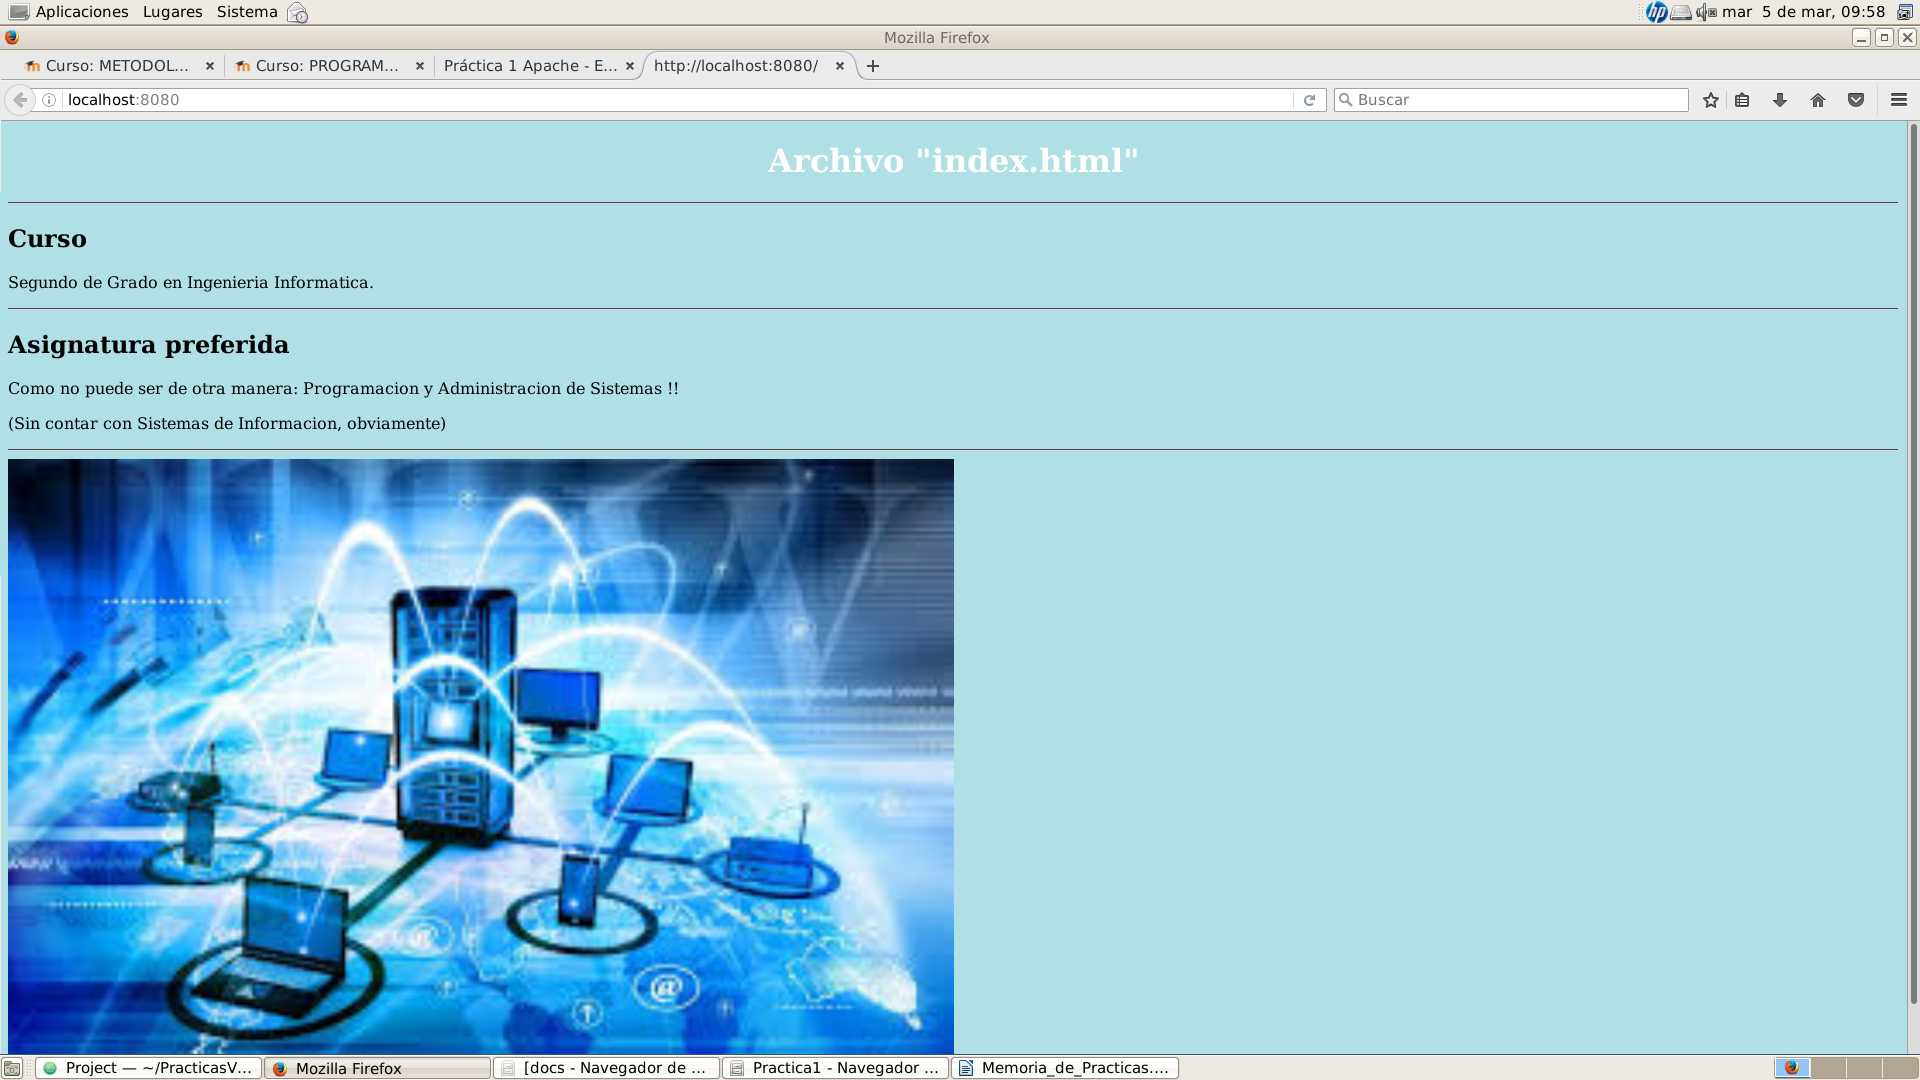 Aplicaciones Lugares Sistema
hp mar 5 de mar, 09:58
Mozilla Firefox
Curso: METODOL... Curso: PROGRAM... Práctica 1 Apache - E... http://localhost:8080/
localhost:8080 Buscar
Archivo "index.html"
Curso
Segundo de Grado en Ingenieria Informatica.
Asignatura preferida
Como no puede ser de otra manera: Programacion y Administracion de Sistemas !!
(Sin contar con Sistemas de Informacion, obviamente)
@
@
Project — ~/PracticasV... Mozilla Firefox [docs - Navegador de ... Practica1 - Navegador ... Memoria_de_Practicas....